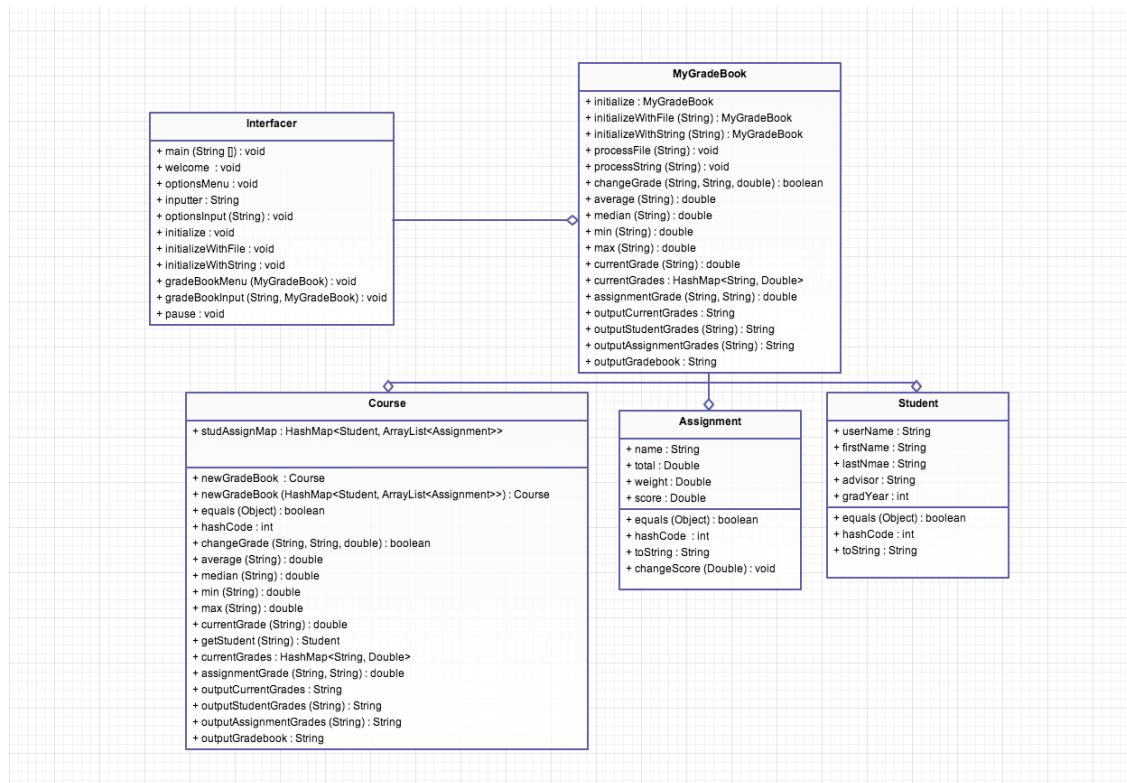 MyGradeBook
+ initialize : MyGradeBook
+ initializeWithFile (String) : MyGradeBook
+ initializeWithString (String) : MyGradeBook
+ processFile (String) : void
+ processString (String) : void
+ changeGrade (String, String, double) : boolean
+ average (String) : double
+ median (String) : double
+ min (String) : double
+ max (String) : double
+ currentGrade (String) : double
+ currentGrades : HashMap<String, Double>
+ assignmentGrade (String, String) : double
+ outputCurrentGrades : String
+ outputStudentGrades (String) : String
+ outputAssignmentGrades (String) : String
+ outputGradebook : String
Interfacer
+ main (String []) : void
+ welcome : void
+ optionsMenu : void
+ inputter : String
+ optionsInput (String) : void
+ initialize : void
+ initializeWithFile : void
+ initializeWithString : void
+ gradeBookMenu (MyGradeBook) : void
+ gradeBookInput (String, MyGradeBook) : void
+ pause : void
Course
+ studAssignMap : HashMap<Student, ArrayList<Assignment>>
+ newGradeBook : Course
+ newGradeBook (HashMap<Student, ArrayList<Assignment>>) : Course
+ equals (Object) : boolean
+ hashCode : int
+ changeGrade (String, String, double) : boolean
+ average (String) : double
+ median (String) : double
+ min (String) : double
+ max (String) : double
+ currentGrade (String) : double
+ getStudent (String) : Student
+ currentGrades : HashMap<String, Double>
+ assignmentGrade (String, String) : double
+ outputCurrentGrades : String
+ outputStudentGrades (String) : String
+ outputAssignmentGrades (String) : String
+ outputGradebook : String
Assignment
+ name : String
+ total : Double
+ weight : Double
+ score : Double
+ equals (Object) : boolean
+ hashCode : int
+ toString : String
+ changeScore (Double) : void
Student
+ userName : String
+ firstName : String
+ lastNmae : String
+ advisor : String
+ gradYear : int
+ equals (Object) : boolean
+ hashCode : int
+ toString : String